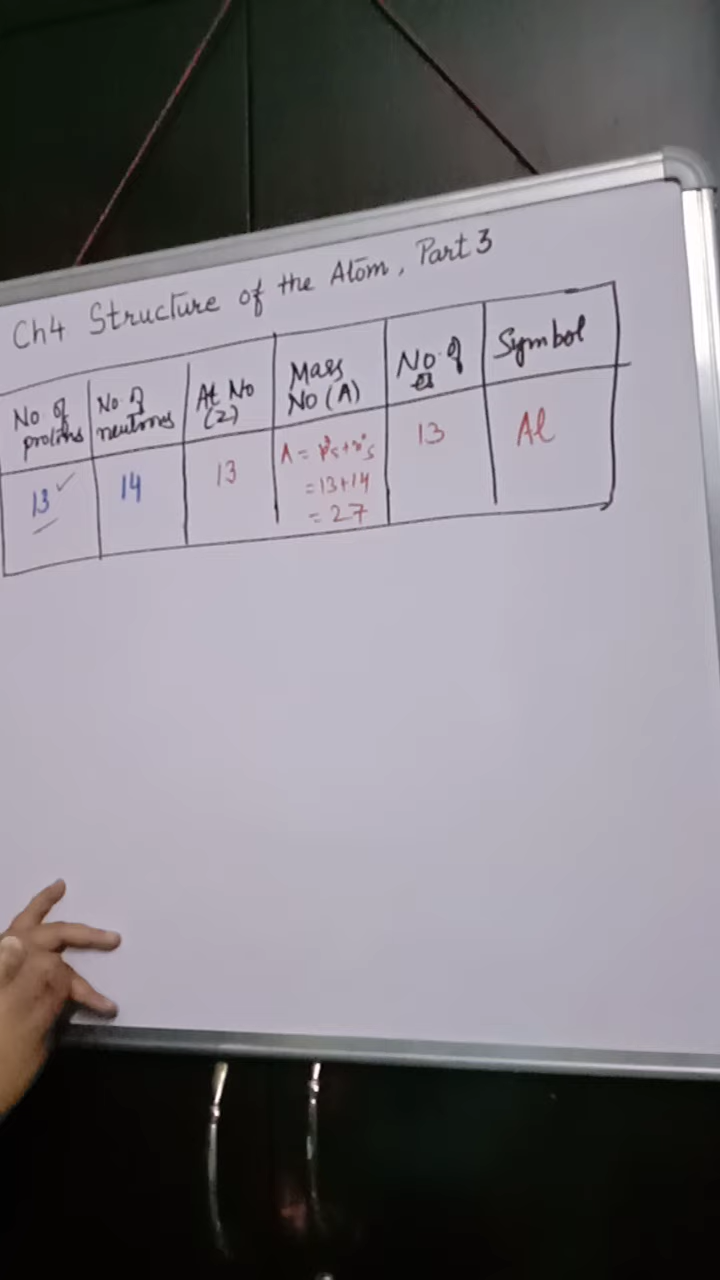 Ch4 Structure of the Atom, Part 3
No of protons
No. of neutrons
At No (Z)
Mass No (A)
No. of es
Symbol
13 ✓
14
13
A = p's + n's
= 13+14
= 27
13
Al